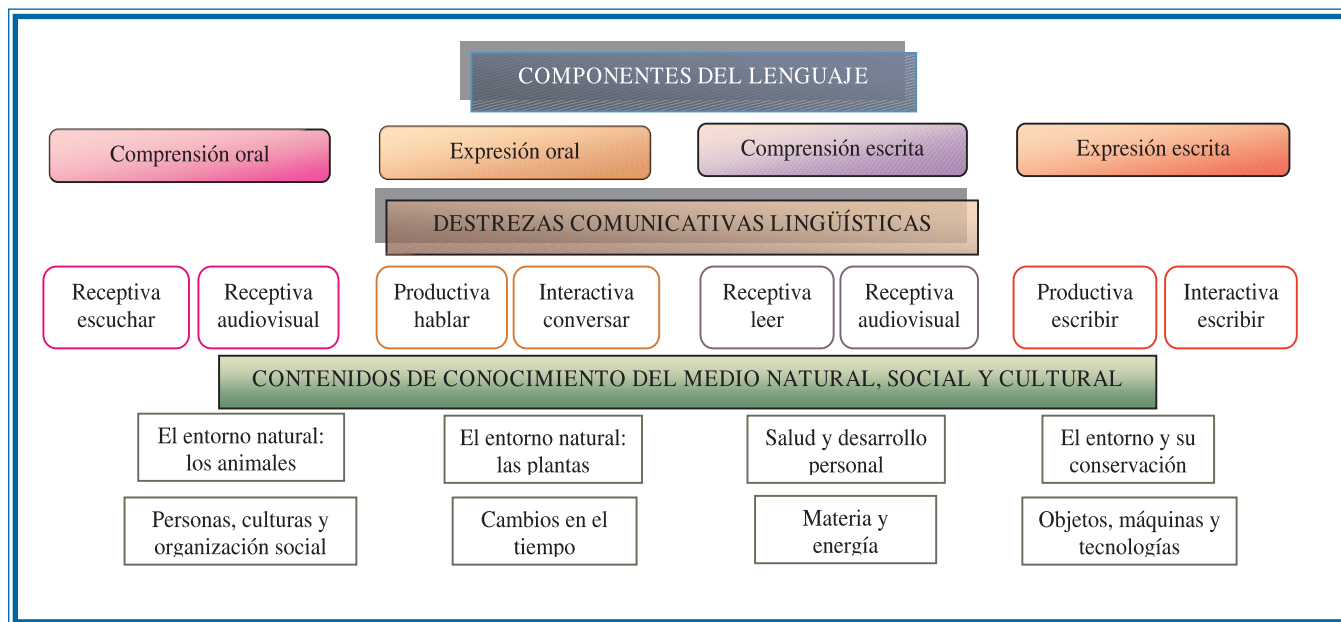 COMPONENTES DEL LENGUAJE
Comprensión oral
Expresión oral
Comprensión escrita
Expresión escrita
DESTREZAS COMUNICATIVAS LINGÜÍSTICAS
Receptiva
escuchar
Receptiva
audiovisual
Productiva
hablar
Interactiva
conversar
Receptiva
leer
Receptiva
audiovisual
Productiva
escribir
Interactiva
escribir
CONTENIDOS DE CONOCIMIENTO DEL MEDIO NATURAL, SOCIAL Y CULTURAL
El entorno natural:
los animales
El entorno natural:
las plantas
Salud y desarrollo
personal
El entorno y su
conservación
Personas, culturas y
organización social
Cambios en el
tiempo
Materia y
energía
Objetos, máquinas y
tecnologías